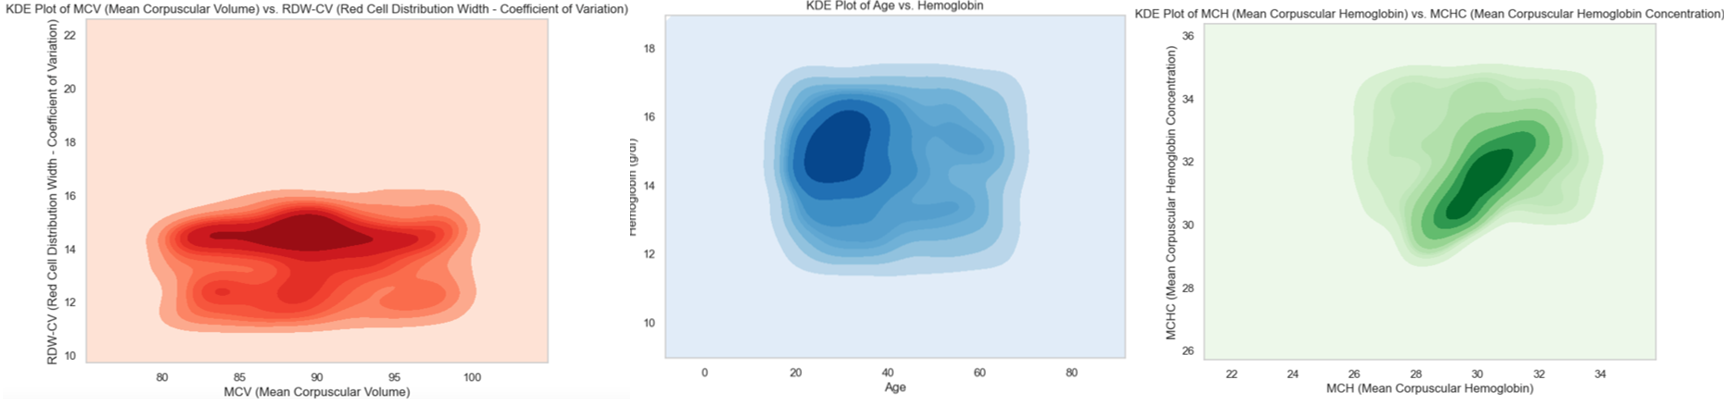 KDE Plot of MCV (Mean Corpuscular Volume) vs. RDW-CV (Red Cell Distribution Width - Coefficient of Variation)
RDW-CV (Red Cell Distribution Width - Coefficient of Variation)
22
20
18
16
14
12
10
80 85 90 95 100
MCV (Mean Corpuscular Volume)
KDE Plot of Age vs. Hemoglobin
Hemoglobin (g/dl)
18
16
14
12
10
0 20 40 60 80
Age
KDE Plot of MCH (Mean Corpuscular Hemoglobin) vs. MCHC (Mean Corpuscular Hemoglobin Concentration)
MCHC (Mean Corpuscular Hemoglobin Concentration)
36
34
32
30
28
26
22 24 26 28 30 32 34
MCH (Mean Corpuscular Hemoglobin)